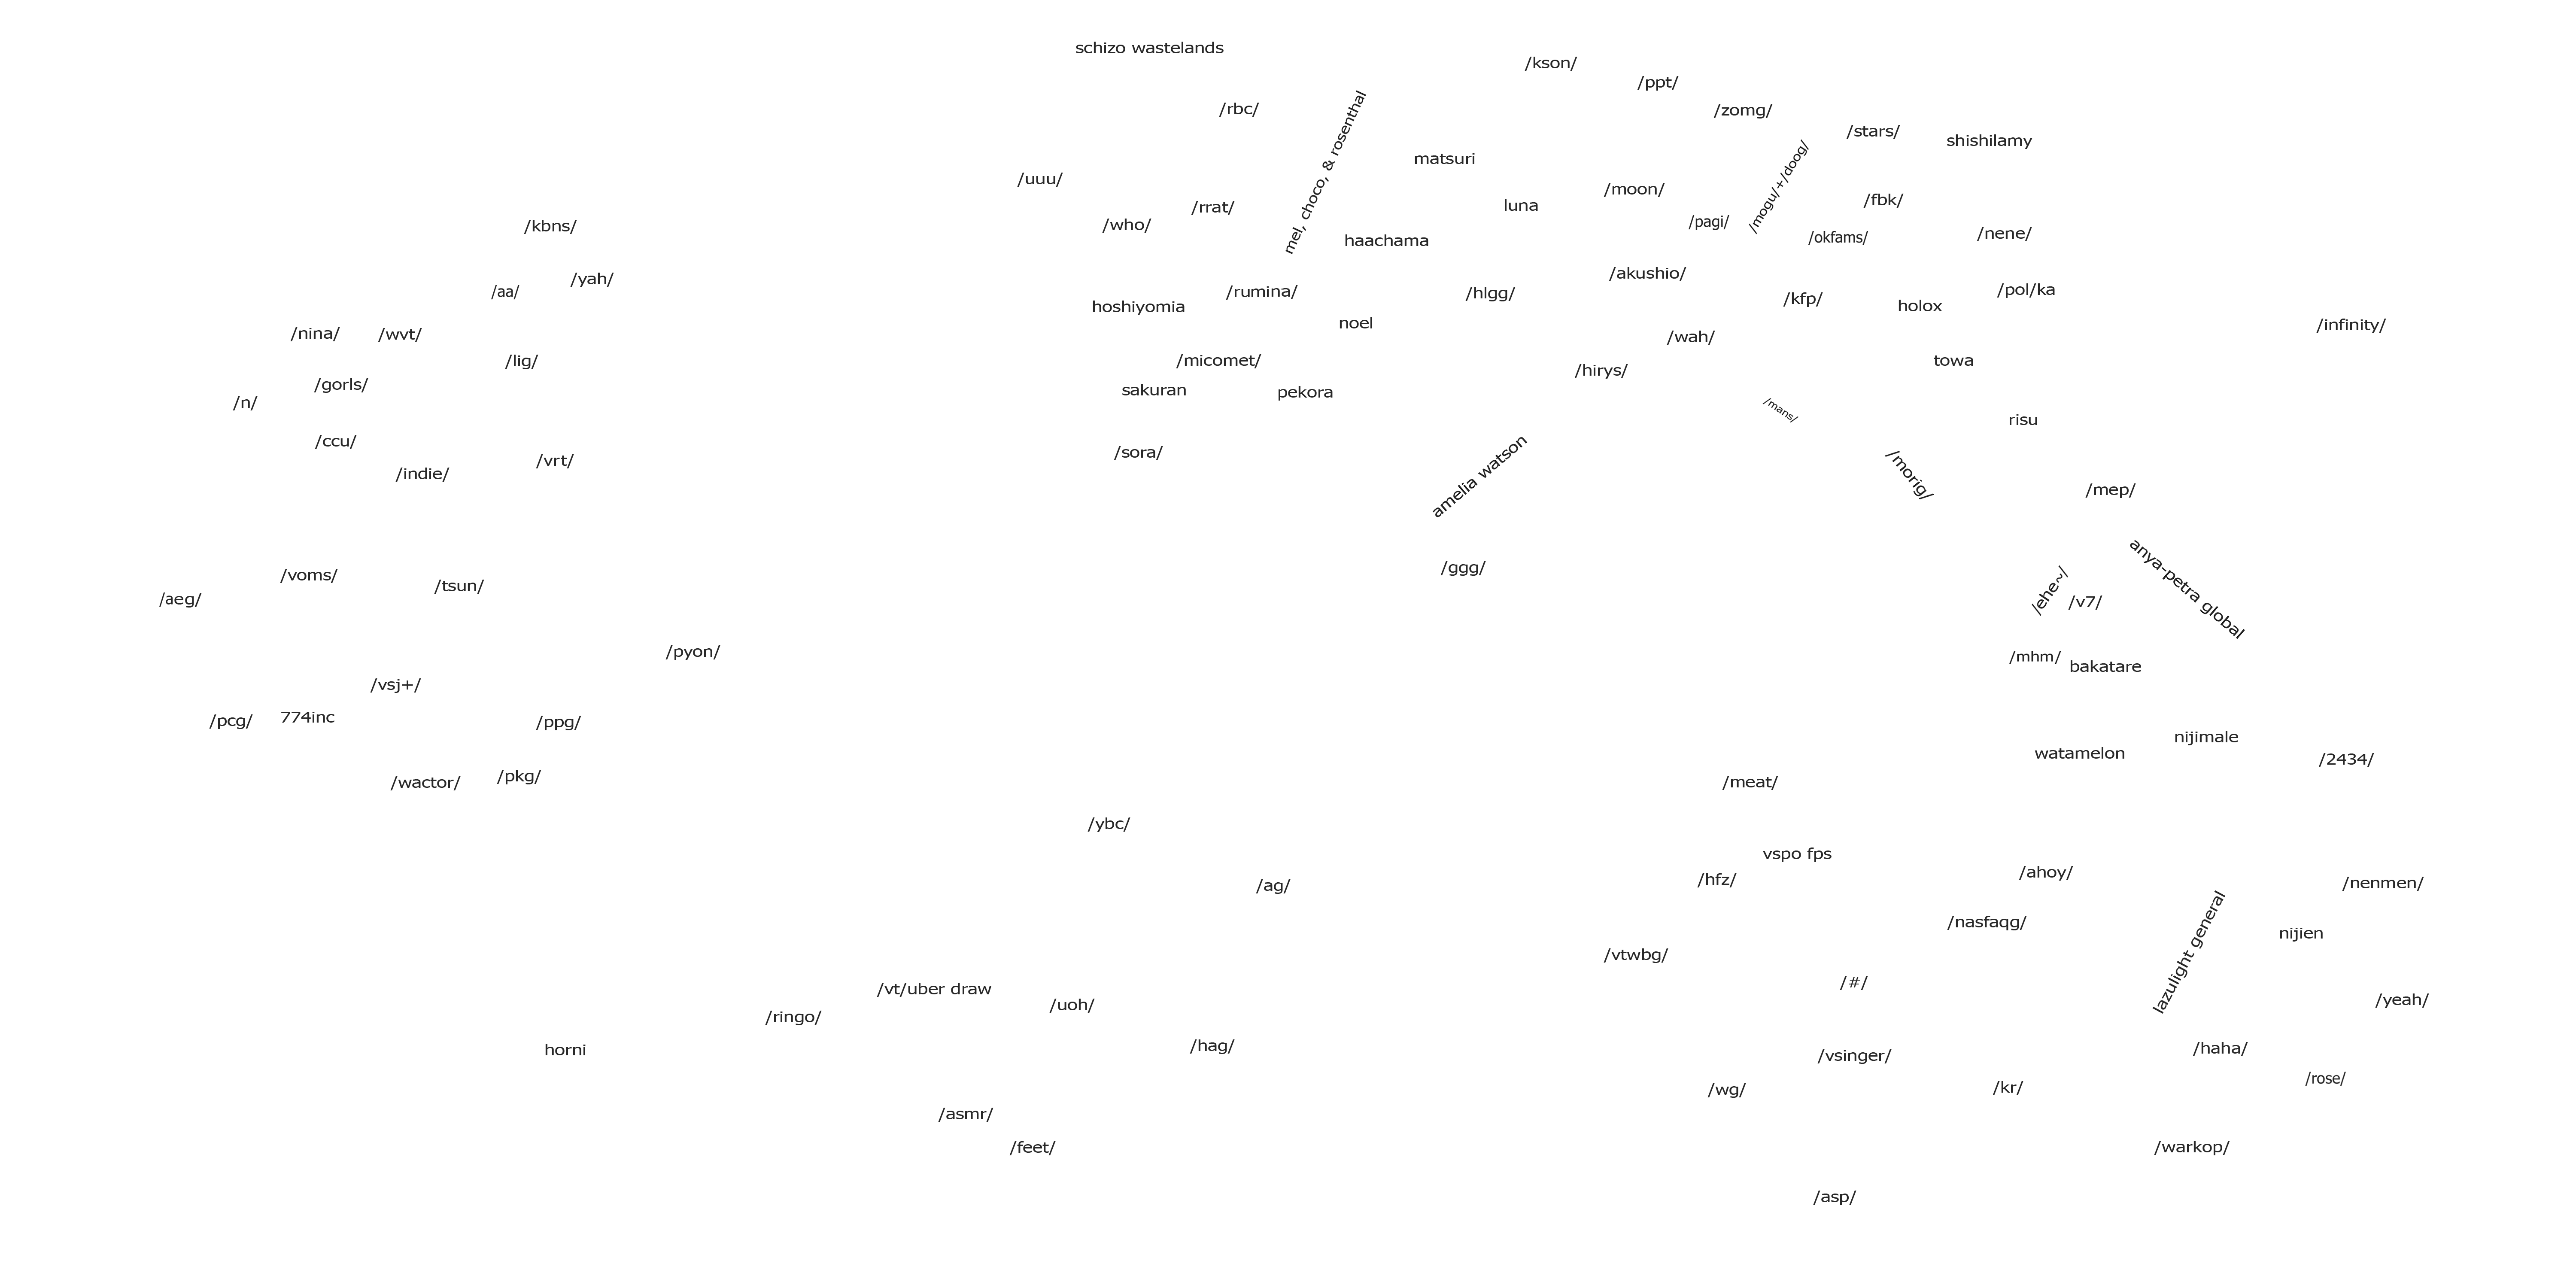 schizo wastelands
/kson/
/ppt/
/rbc/
/zomg/
/stars/
shishilamy
mel, choco, & rosenthal
matsuri
/uuu/
/mogu/+/doog/
/moon/
/fbk/
luna
/rrat/
/who/
/pagi/
/kbns/
/nene/
/okfams/
haachama
/akushio/
/yah/
/pol/ka
/aa/
/rumina/
/hlgg/
/kfp/
hoshiyomia
holox
noel
/infinity/
/nina/
/wvt/
/wah/
/lig/
/micomet/
towa
/hirys/
/gorls/
sakuran
pekora
/n/
/mans/
risu
/ccu/
/sora/
/vrt/
/indie/
amelia watson
/morig/
/mep/
/ggg/
/voms/
/tsun/
anya-petra global
/ehe~/
/aeg/
/v7/
/pyon/
/mhm/
bakatare
/vsj+/
774inc
/pcg/
/ppg/
nijimale
watamelon
/2434/
/pkg/
/wactor/
/meat/
/ybc/
vspo fps
/ahoy/
/hfz/
/nenmen/
/ag/
/nasfaqg/
nijien
lazulight general
/vtwbg/
/#/
/vt/uber draw
/yeah/
/uoh/
/ringo/
/hag/
horni
/haha/
/vsinger/
/rose/
/kr/
/wg/
/asmr/
/feet/
/warkop/
/asp/